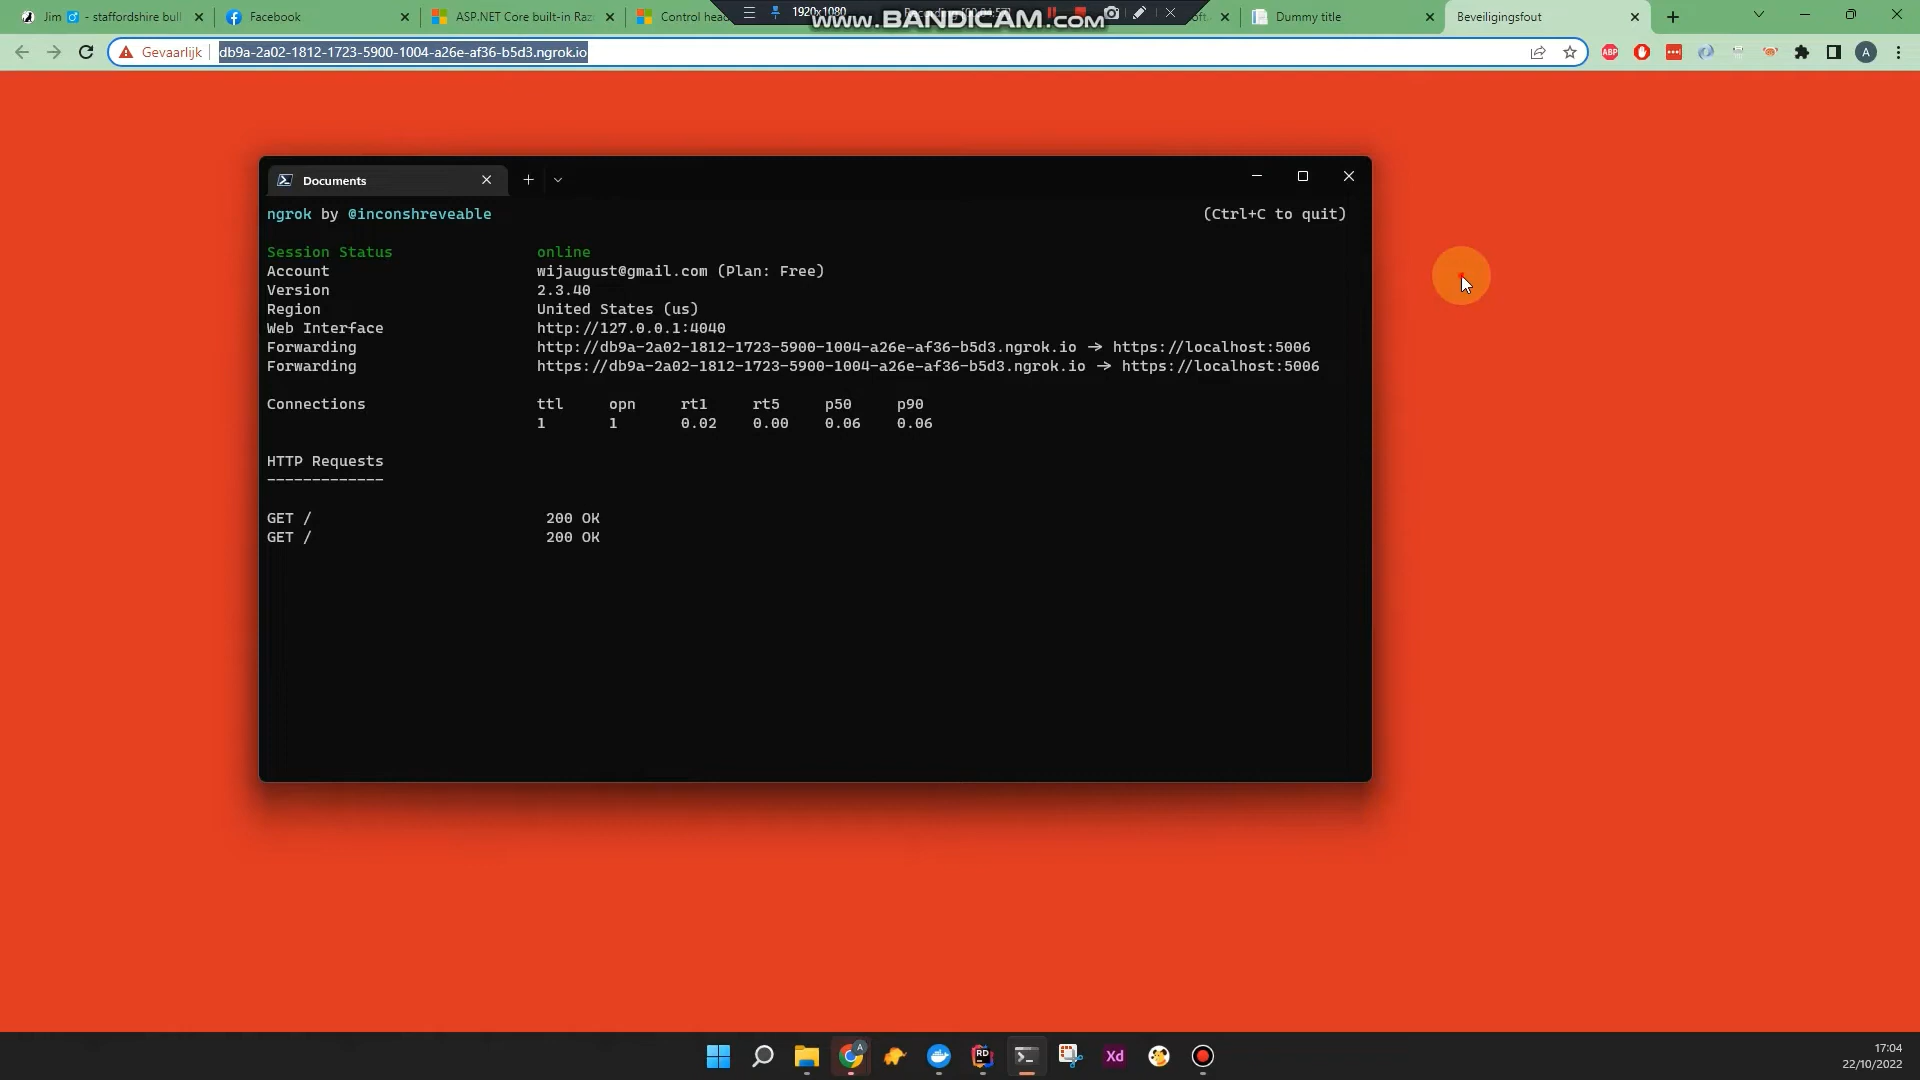 Jim - staffordshire bull
Facebook
ASP.NET Core built-in Raz
Control head
1920x1080
www.BANDICAM.com
Dummy title
Beveiligingsfout
Gevaarlijk
db9a-2a02-1812-1723-5900-1004-a26e-af36-b5d3.ngrok.io
ABP
A
Documents
ngrok by @inconshreveable (Ctrl+C to quit)
Session Status online
Account wijaugust@gmail.com (Plan: Free)
Version 2.3.40
Region United States (us)
Web Interface http://127.0.0.1:4040
Forwarding http://db9a-2a02-1812-1723-5900-1004-a26e-af36-b5d3.ngrok.io -> https://localhost:5006
Forwarding https://db9a-2a02-1812-1723-5900-1004-a26e-af36-b5d3.ngrok.io -> https://localhost:5006
Connections ttl opn rt1 rt5 p50 p90
1 1 0.02 0.00 0.06 0.06
HTTP Requests
-------------
GET / 200 OK
GET / 200 OK
A
RD
Xd
17:04
22/10/2022